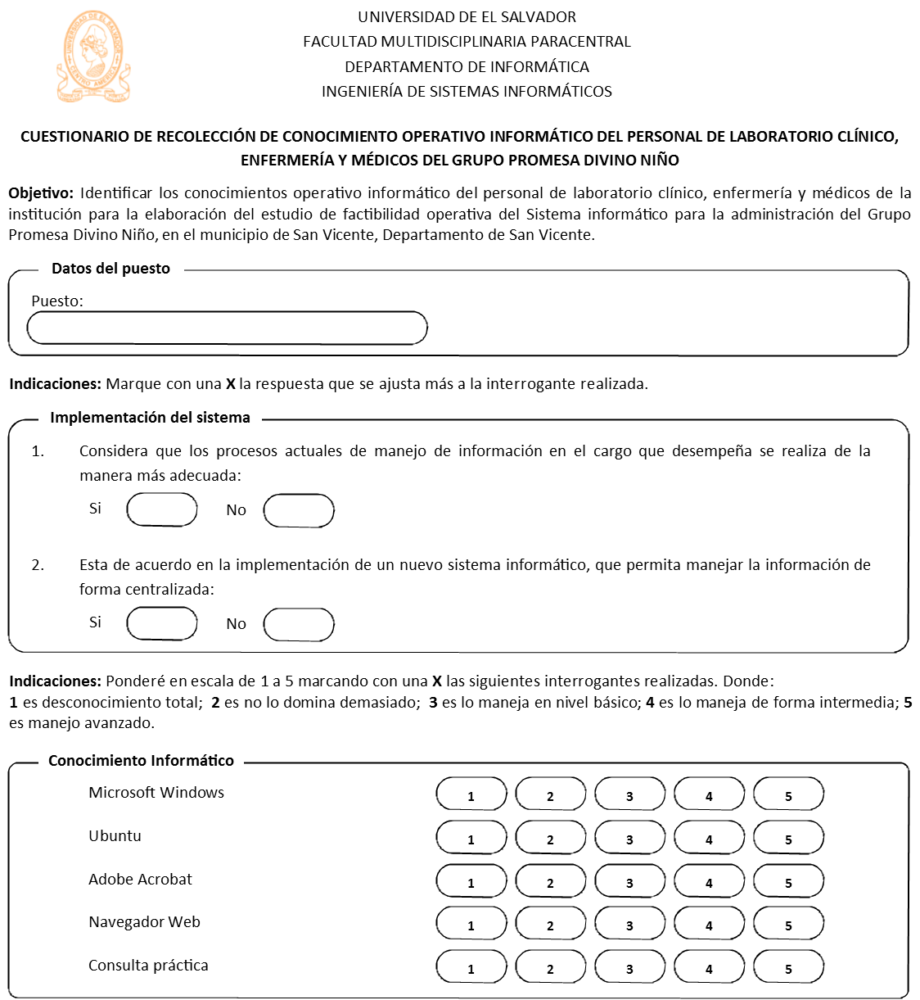 UNIVERSIDAD DE EL SALVADOR
CENTRO AMERICA
UNIVERSIDAD DE EL SALVADOR
FACULTAD MULTIDISCIPLINARIA PARACENTRAL
DEPARTAMENTO DE INFORMÁTICA
INGENIERÍA DE SISTEMAS INFORMÁTICOS
CUESTIONARIO DE RECOLECCIÓN DE CONOCIMIENTO OPERATIVO INFORMÁTICO DEL PERSONAL DE LABORATORIO CLÍNICO,
ENFERMERÍA Y MÉDICOS DEL GRUPO PROMESA DIVINO NIÑO
Objetivo: Identificar los conocimientos operativo informático del personal de laboratorio clínico, enfermería y médicos de la
institución para la elaboración del estudio de factibilidad operativa del Sistema informático para la administración del Grupo
Promesa Divino Niño, en el municipio de San Vicente, Departamento de San Vicente.
Datos del puesto
Puesto:
Indicaciones: Marque con una X la respuesta que se ajusta más a la interrogante realizada.
Implementación del sistema
1. Considera que los procesos actuales de manejo de información en el cargo que desempeña se realiza de la
manera más adecuada:
Si No
2. Esta de acuerdo en la implementación de un nuevo sistema informático, que permita manejar la información de
forma centralizada:
Si No
Indicaciones: Ponderé en escala de 1 a 5 marcando con una X las siguientes interrogantes realizadas. Donde:
1 es desconocimiento total; 2 es no lo domina demasiado; 3 es lo maneja en nivel básico; 4 es lo maneja de forma intermedia; 5
es manejo avanzado.
Conocimiento Informático
Microsoft Windows 1 2 3 4 5
Ubuntu 1 2 3 4 5
Adobe Acrobat 1 2 3 4 5
Navegador Web 1 2 3 4 5
Consulta práctica 1 2 3 4 5